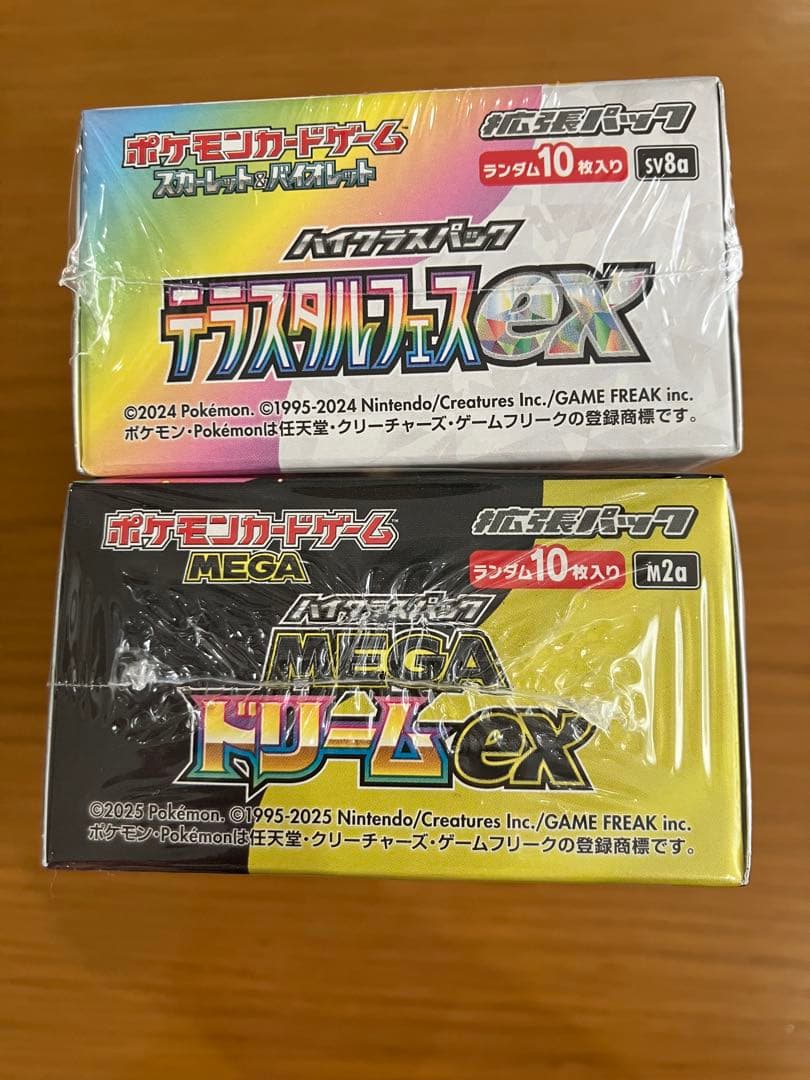 ポケモンカードゲーム™
スカーレット&バイオレット
拡張パック
ランダム10枚入り
SV8a
ハイクラスパック
テラスタルフェスex
©2024 Pokémon. ©1995-2024 Nintendo/Creatures Inc./GAME FREAK inc.
ポケモン・Pokémonは任天堂・クリーチャーズ・ゲームフリークの登録商標です。
ポケモンカードゲーム™
MEGA
拡張パック
ランダム10枚入り
M2a
ハイクラスパック
MEGA
ドリームex
©2025 Pokémon. ©1995-2025 Nintendo/Creatures Inc./GAME FREAK inc.
ポケモン・Pokémonは任天堂・クリーチャーズ・ゲームフリークの登録商標です。